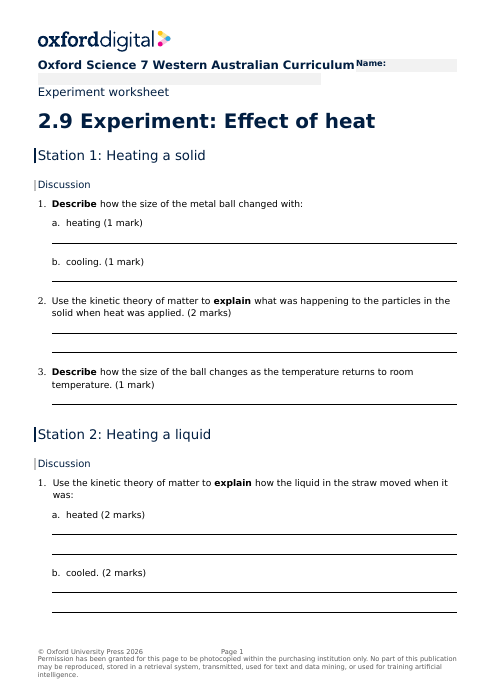 oxforddigital
Oxford Science 7 Western Australian Curriculum Name:
Experiment worksheet
2.9 Experiment: Effect of heat
Station 1: Heating a solid
Discussion
1. Describe how the size of the metal ball changed with:
a. heating (1 mark)
b. cooling. (1 mark)
2. Use the kinetic theory of matter to explain what was happening to the particles in the
solid when heat was applied. (2 marks)
3. Describe how the size of the ball changes as the temperature returns to room
temperature. (1 mark)
Station 2: Heating a liquid
Discussion
1. Use the kinetic theory of matter to explain how the liquid in the straw moved when it
was:
a. heated (2 marks)
b. cooled. (2 marks)
© Oxford University Press 2026 Page 1
Permission has been granted for this page to be photocopied within the purchasing institution only. No part of this publication
may be reproduced, stored in a retrieval system, transmitted, used for text and data mining, or used for training artificial
intelligence.